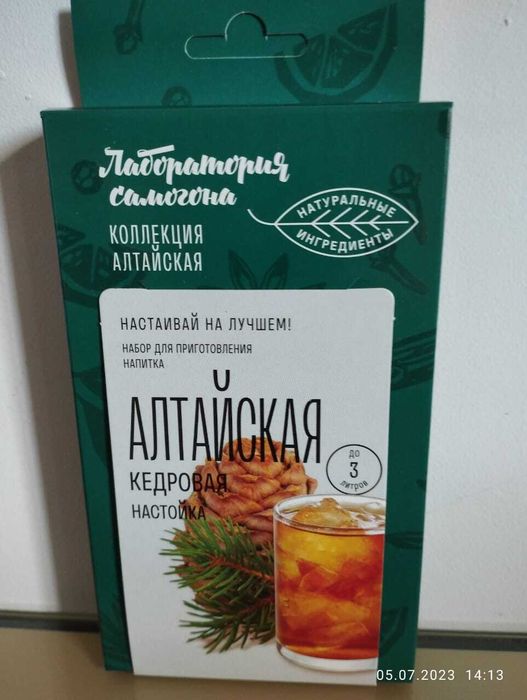 Лаборатория
самогона
НАТУРАЛЬНЫЕ
ИНГРЕДИЕНТЫ
КОЛЛЕКЦИЯ
АЛТАЙСКАЯ
НАСТАИВАЙ НА ЛУЧШЕМ!
НАБОР ДЛЯ ПРИГОТОВЛЕНИЯ
НАПИТКА
АЛТАЙСКАЯ
КЕДРОВАЯ
НАСТОЙКА
ДО
3
ЛИТРОВ
05.07.2023 14:13